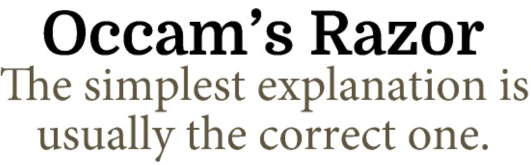 Occam’s Razor
The simplest explanation is
usually the correct one.